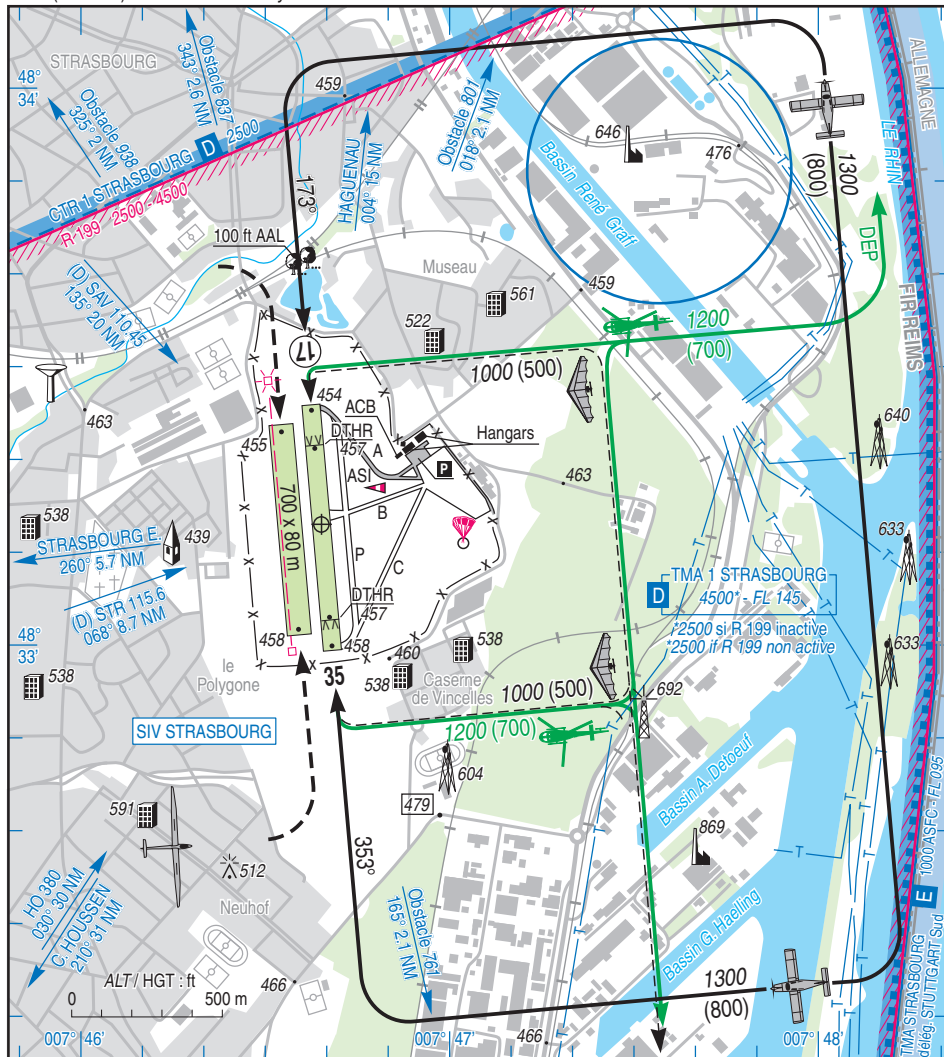 48°
34'
STRASBOURG
Obstacle 938
325° 2 NM
Obstacle 837
343° 2.6 NM
459
Obstacle 801
018° 2.1 NM
646
476
1300
(800)
ALLEMAGNE
LE RHIN
CTR 1 STRASBOURG D 2500
R 199 2500 - 4500
173°
HAGUENAU
004° 15 NM
Bassin René Graff
DEP
FIR REIMS
100 ft AAL
Museau
(D) SAV 110.45
135° 20 NM
561
459
522
1200
(700)
17
1000 (500)
463
454
ACB
DTHR
457
455
A
Hangars
ASI
P
640
700 x 80 m
463
B
538
439
STRASBOURG E.
260° 5.7 NM
P
C
633
(D) STR 115.6
068° 8.7 NM
D
TMA 1 STRASBOURG
4500* - FL 145
*2500 si R 199 inactive
*2500 if R 199 non active
DTHR
457
48°
33'
458
458
460
538
633
le
Polygone
35
538
538
Caserne
de Vincelles
1000 (500)
692
SIV STRASBOURG
1200 (700)
604
Bassin A. Detoeuf
591
479
869
353°
512
HO 380
030° 30 NM
C. HOUSSEN
210° 31 NM
Neuhof
Obstacle 761
165° 2.1 NM
Bassin G. Haelling
E
1000 ASFC - FL 095
TMA STRASBOURG
délég. STUTTGART Sud
ALT / HGT : ft
0 500 m
466
1300
(800)
466
007° 46'
007° 47'
007° 48'